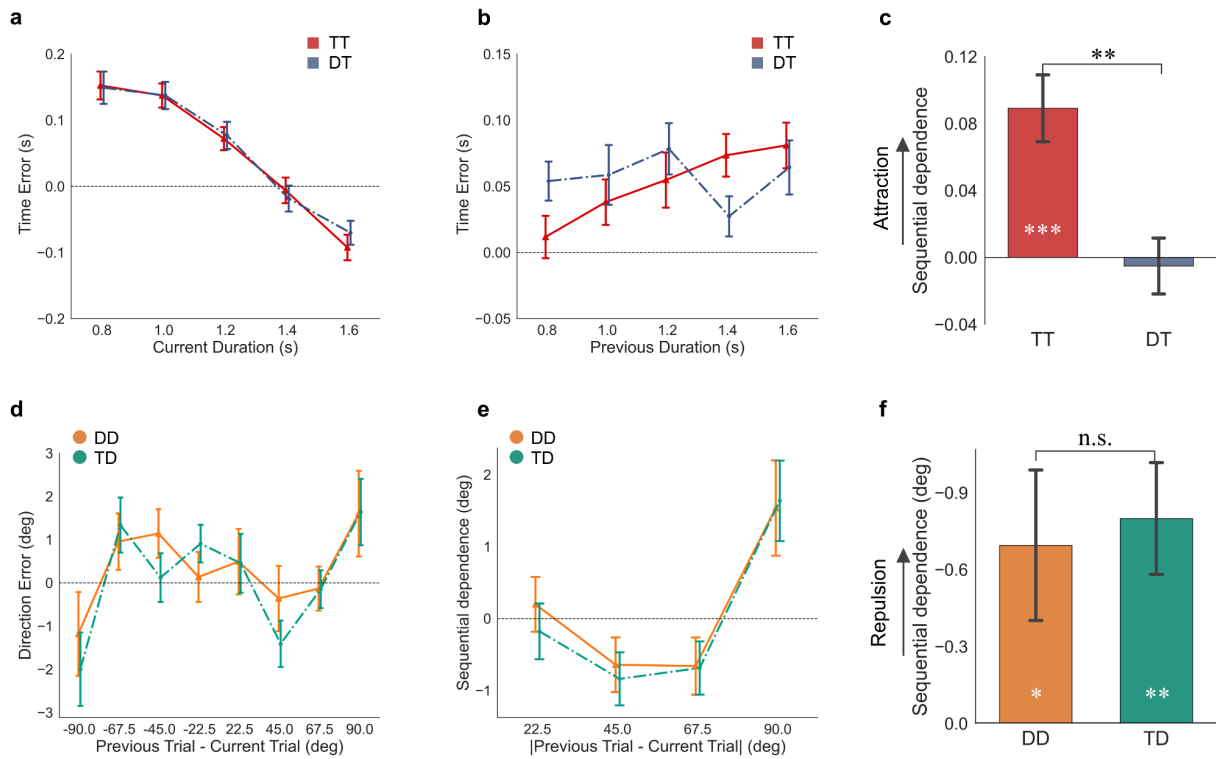 a
TT
DT
Time Error (s)
0.2
0.1
0.0
−0.1
−0.2
0.8 1.0 1.2 1.4 1.6
Current Duration (s)
b
TT
DT
Time Error (s)
0.15
0.10
0.05
0.00
−0.05
0.8 1.0 1.2 1.4 1.6
Previous Duration (s)
c
**
Attraction
Sequential dependence
0.12
0.08
0.04
0.00
−0.04
***
TT DT
d
DD
TD
Direction Error (deg)
3
2
1
0
−1
−2
−3
-90.0 -67.5 -45.0 -22.5 22.5 45.0 67.5 90.0
Previous Trial - Current Trial (deg)
e
DD
TD
Sequential dependence (deg)
2
1
0
−1
22.5 45.0 67.5 90.0
|Previous Trial - Current Trial| (deg)
f
n.s.
Repulsion
Sequential dependence (deg)
−0.9
−0.6
−0.3
0.0
* **
DD TD